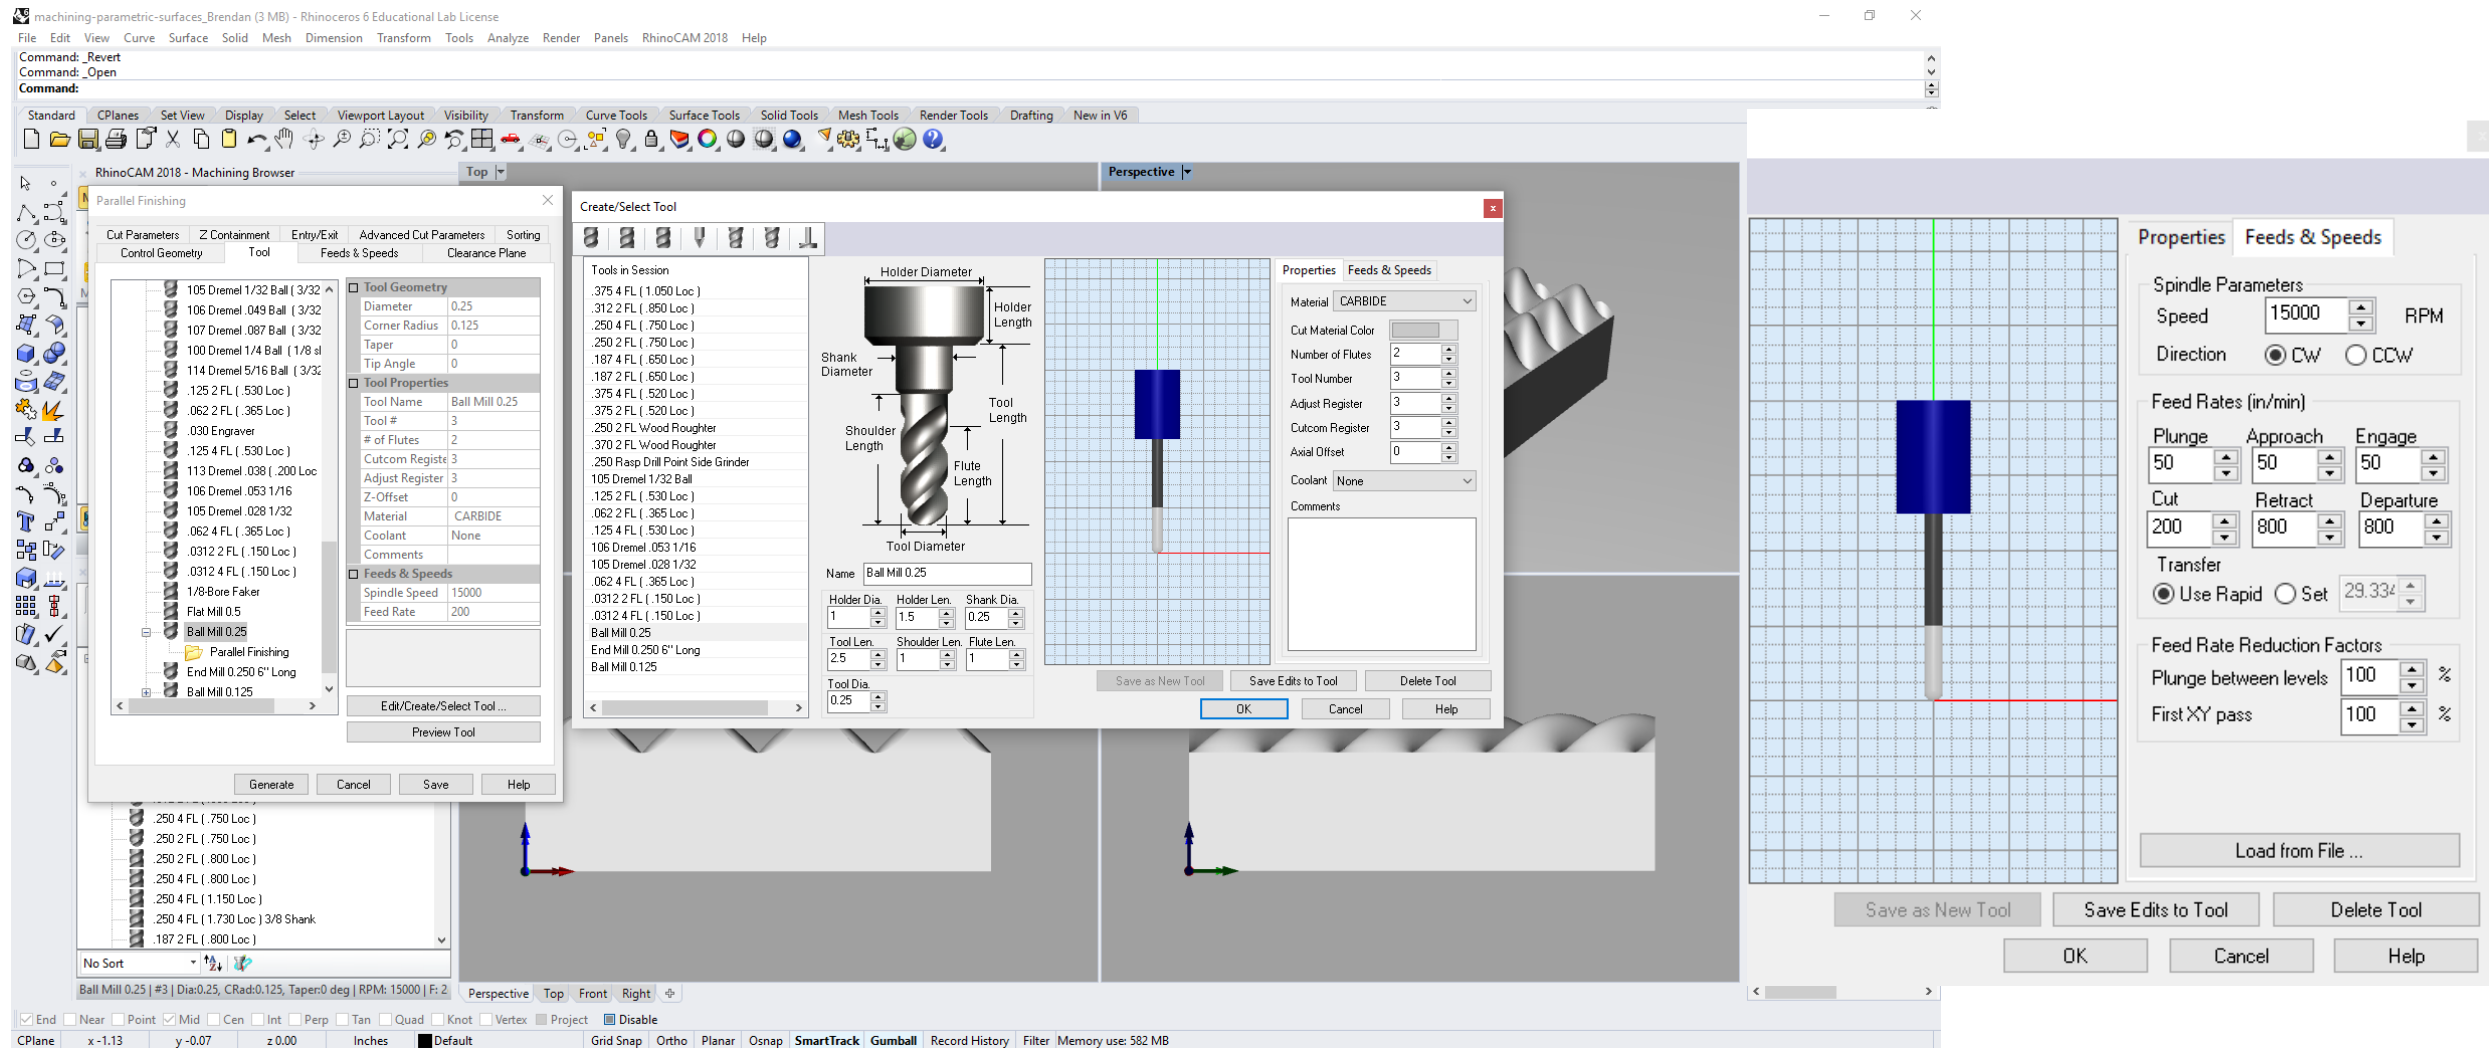 machining-parametric-surfaces_Brendan (3 MB) - Rhinoceros 6 Educational Lab License
File Edit View Curve Surface Solid Mesh Dimension Transform Tools Analyze Render Panels RhinoCAM 2018 Help
Command: _Revert
Command: _Open
Command:
Standard CPlanes Set View Display Select Viewport Layout Visibility Transform Curve Tools Surface Tools Solid Tools Mesh Tools Render Tools Drafting New in V6
RhinoCAM 2018 - Machining Browser
Top
Perspective
Parallel Finishing
Cut Parameters Z Containment Entry/Exit Advanced Cut Parameters Sorting
Control Geometry Tool Feeds & Speeds Clearance Plane
105 Dremel 1/32 Ball ( 3/32
106 Dremel .049 Ball ( 3/32
107 Dremel .087 Ball ( 3/32
100 Dremel 1/4 Ball ( 1/8 sl
114 Dremel 5/16 Ball ( 3/32
.125 2 FL ( .530 Loc )
.062 2 FL ( .365 Loc )
.030 Engraver
.125 4 FL ( .530 Loc )
113 Dremel .038 ( .200 Loc
106 Dremel .053 1/16
105 Dremel .028 1/32
.062 4 FL ( .365 Loc )
.0312 2 FL ( .150 Loc )
.0312 4 FL ( .150 Loc )
1/8-Bore Faker
Flat Mill 0.5
Ball Mill 0.25
Parallel Finishing
End Mill 0.250 6" Long
Ball Mill 0.125
Tool Geometry
Diameter 0.25
Corner Radius 0.125
Taper 0
Tip Angle 0
Tool Properties
Tool Name Ball Mill 0.25
Tool # 3
# of Flutes 2
Cutcom Registe 3
Adjust Register 3
Z-Offset 0
Material CARBIDE
Coolant None
Comments
Feeds & Speeds
Spindle Speed 15000
Feed Rate 200
Edit/Create/Select Tool ...
Preview Tool
Generate Cancel Save Help
.250 4 FL ( .750 Loc )
.250 2 FL ( .750 Loc )
.250 2 FL ( .800 Loc )
.250 4 FL ( .800 Loc )
.250 4 FL ( 1.150 Loc )
.250 4 FL ( 1.730 Loc ) 3/8 Shank
.187 2 FL ( .800 Loc )
No Sort
Ball Mill 0.25 | #3 | Dia:0.25, CRad:0.125, Taper:0 deg | RPM: 15000 | F: 2
Create/Select Tool
Tools in Session
.375 4 FL ( 1.050 Loc )
.312 2 FL ( .850 Loc )
.250 4 FL ( .750 Loc )
.250 2 FL ( .750 Loc )
.187 4 FL ( .650 Loc )
.187 2 FL ( .650 Loc )
.375 4 FL ( .520 Loc )
.375 2 FL ( .520 Loc )
.250 2 FL Wood Roughter
.370 2 FL Wood Roughter
.250 Rasp Drill Point Side Grinder
105 Dremel 1/32 Ball
.125 2 FL ( .530 Loc )
.062 2 FL ( .365 Loc )
.125 4 FL ( .530 Loc )
106 Dremel .053 1/16
105 Dremel .028 1/32
.062 4 FL ( .365 Loc )
.0312 2 FL ( .150 Loc )
.0312 4 FL ( .150 Loc )
Ball Mill 0.25
End Mill 0.250 6" Long
Ball Mill 0.125
Holder Diameter
Holder Length
Shank Diameter
Tool Length
Shoulder Length
Flute Length
Tool Diameter
Name Ball Mill 0.25
Holder Dia. Holder Len. Shank Dia.
1 1.5 0.25
Tool Len. Shoulder Len. Flute Len.
2.5 1 1
Tool Dia.
0.25
Properties Feeds & Speeds
Material CARBIDE
Cut Material Color
Number of Flutes 2
Tool Number 3
Adjust Register 3
Cutcom Register 3
Axial Offset 0
Coolant None
Comments
Save as New Tool Save Edits to Tool Delete Tool
OK Cancel Help
Properties Feeds & Speeds
Spindle Parameters
Speed 15000 RPM
Direction CW CCW
Feed Rates (in/min)
Plunge Approach Engage
50 50 50
Cut Retract Departure
200 800 800
Transfer
Use Rapid Set 29.334
Feed Rate Reduction Factors
Plunge between levels 100 %
First XY pass 100 %
Load from File ...
Save as New Tool Save Edits to Tool Delete Tool
OK Cancel Help
Perspective Top Front Right
End Near Point Mid Cen Int Perp Tan Quad Knot Vertex Project Disable
CPlane x -1.13 y -0.07 z 0.00 Inches Default Grid Snap Ortho Planar Osnap SmartTrack Gumball Record History Filter Memory use: 582 MB